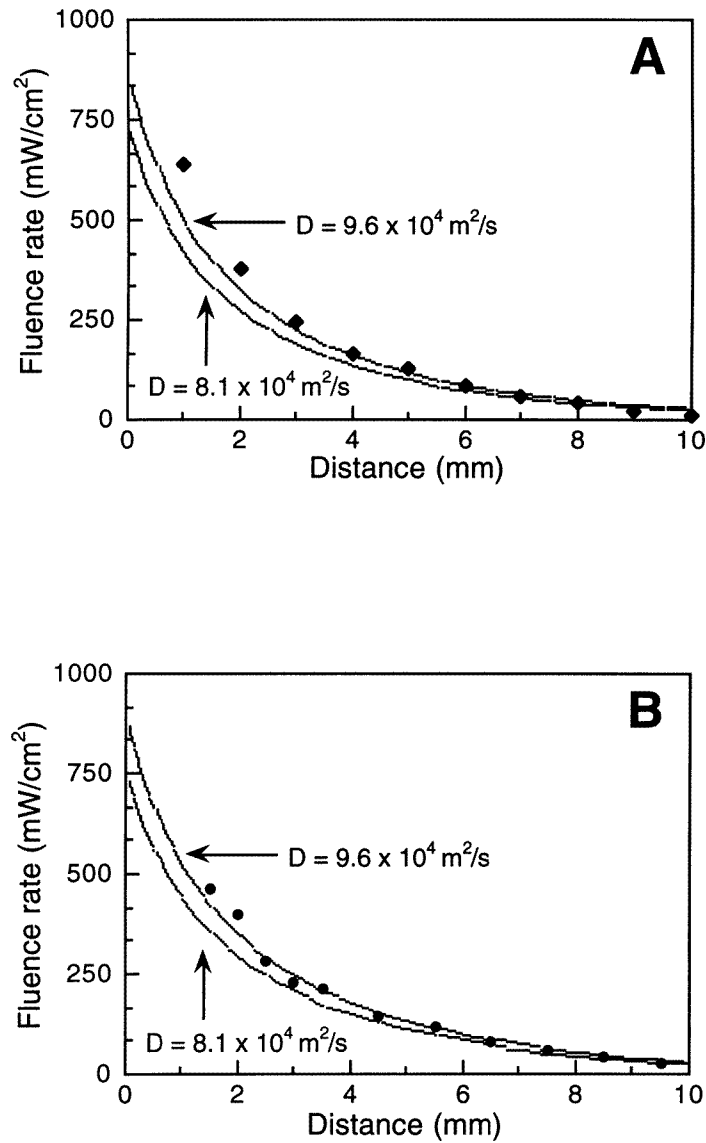 A
1000
750
500
250
0
Fluence rate (mW/cm²)
D = 9.6 x 10⁴ m²/s
D = 8.1 x 10⁴ m²/s
0 2 4 6 8 10
Distance (mm)
B
1000
750
500
250
0
Fluence rate (mW/cm²)
D = 9.6 x 10⁴ m²/s
D = 8.1 x 10⁴ m²/s
0 2 4 6 8 10
Distance (mm)